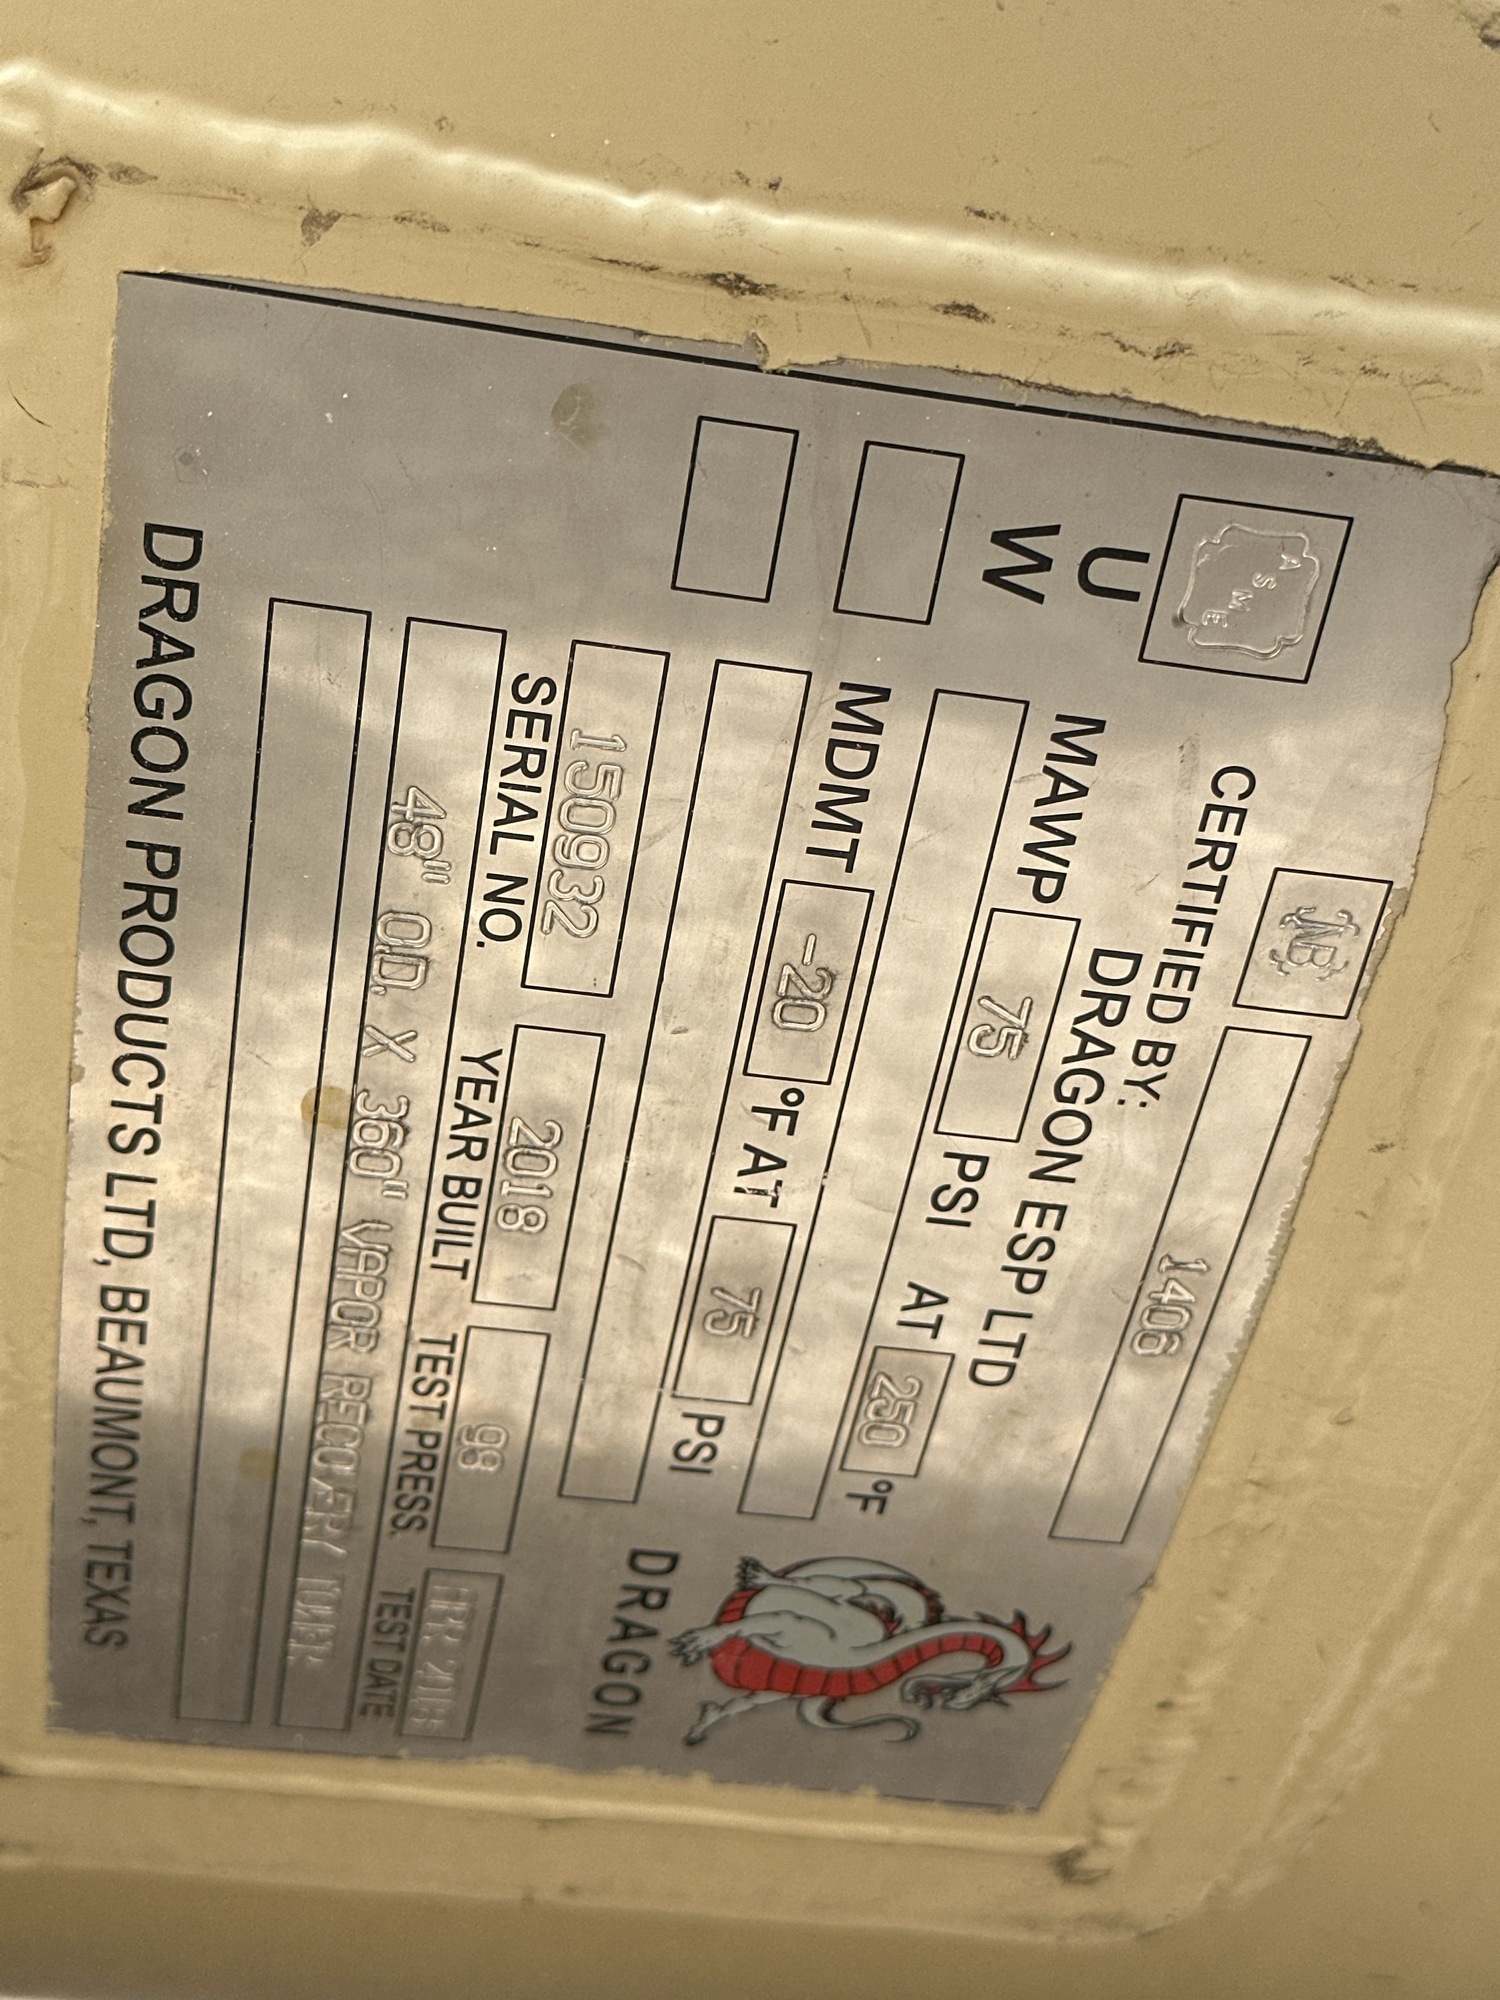 ASME
NB 1406
U
W
CERTIFIED BY:
DRAGON ESP LTD
MAWP 75 PSI AT 250 °F
MDMT -20 °F AT 75 PSI
DRAGON
150932 2018 98 APR 2018
SERIAL NO. YEAR BUILT TEST PRESS. TEST DATE
48" O.D. X 360" VAPOR RECOVERY TOWER
DRAGON PRODUCTS LTD, BEAUMONT, TEXAS